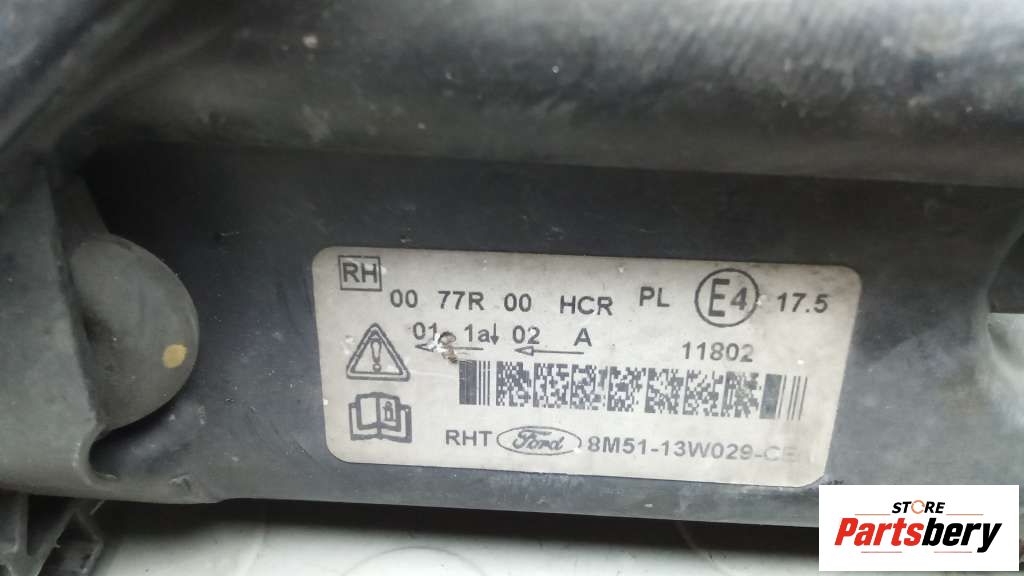 RH
00 77R 00 HCR PL E4 17.5
01 1a↓ 02 A 11802
RHT Ford 8M51-13W029-CE
STORE
Partsbery